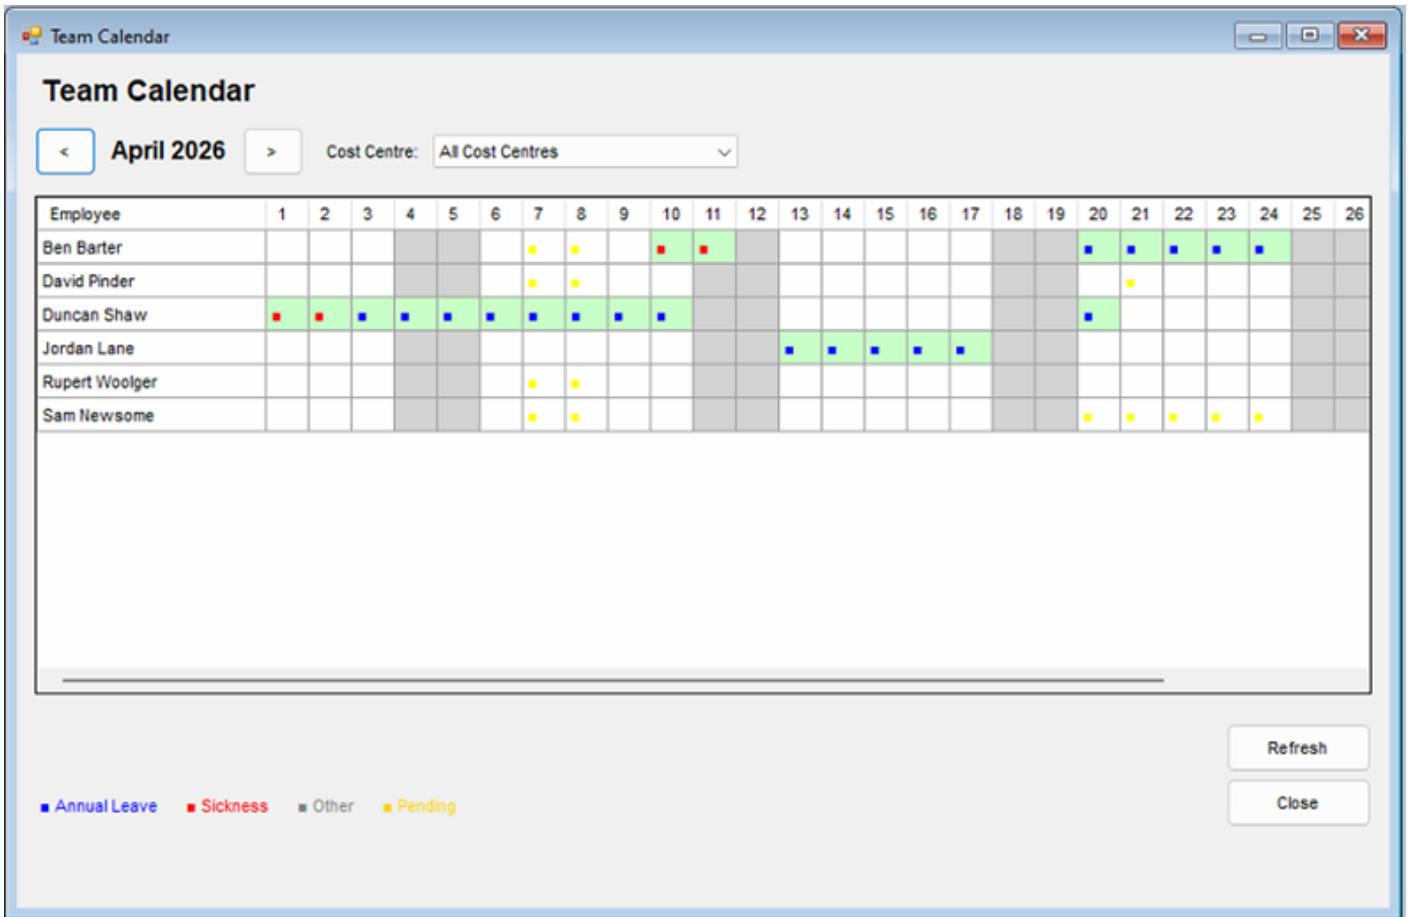 Team Calendar
Team Calendar
< April 2026 > Cost Centre: All Cost Centres
Employee 1 2 3 4 5 6 7 8 9 10 11 12 13 14 15 16 17 18 19 20 21 22 23 24 25 26
Ben Barter
David Pinder
Duncan Shaw
Jordan Lane
Rupert Woolger
Sam Newsome
Refresh
Annual Leave Sickness Other Pending
Close